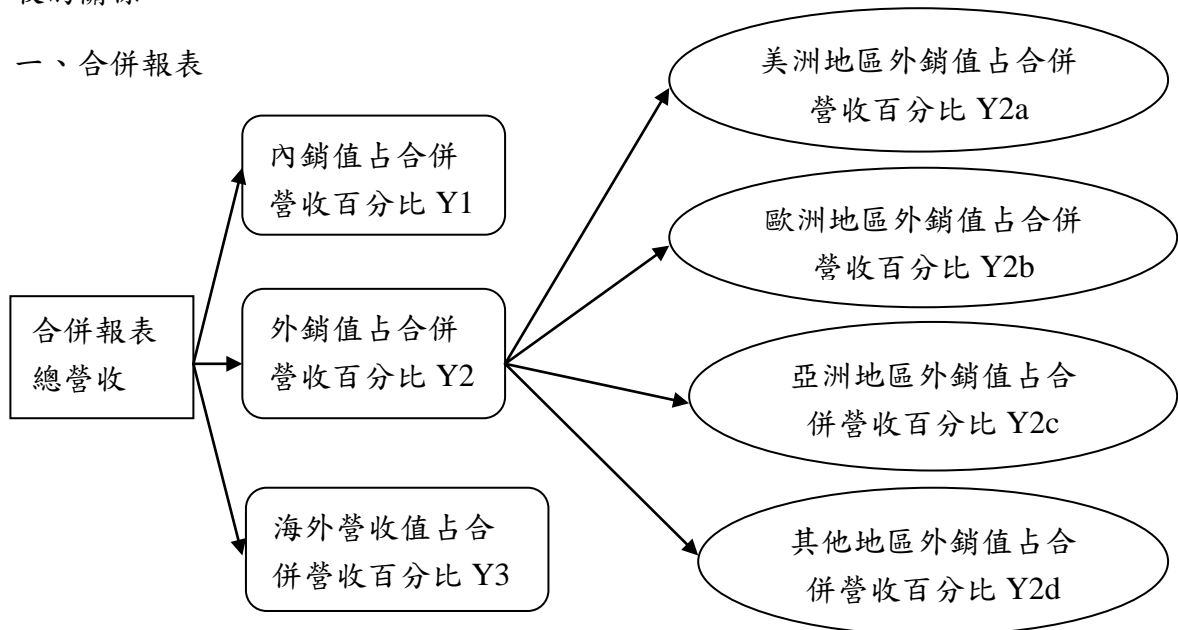 一、合併報表
美洲地區外銷值占合併
營收百分比 Y2a
內銷值占合併
營收百分比 Y1
歐洲地區外銷值占合併
營收百分比 Y2b
合併報表
總營收
外銷值占合併
營收百分比 Y2
亞洲地區外銷值占合
併營收百分比 Y2c
海外營收值占合
併營收百分比 Y3
其他地區外銷值占合
併營收百分比 Y2d